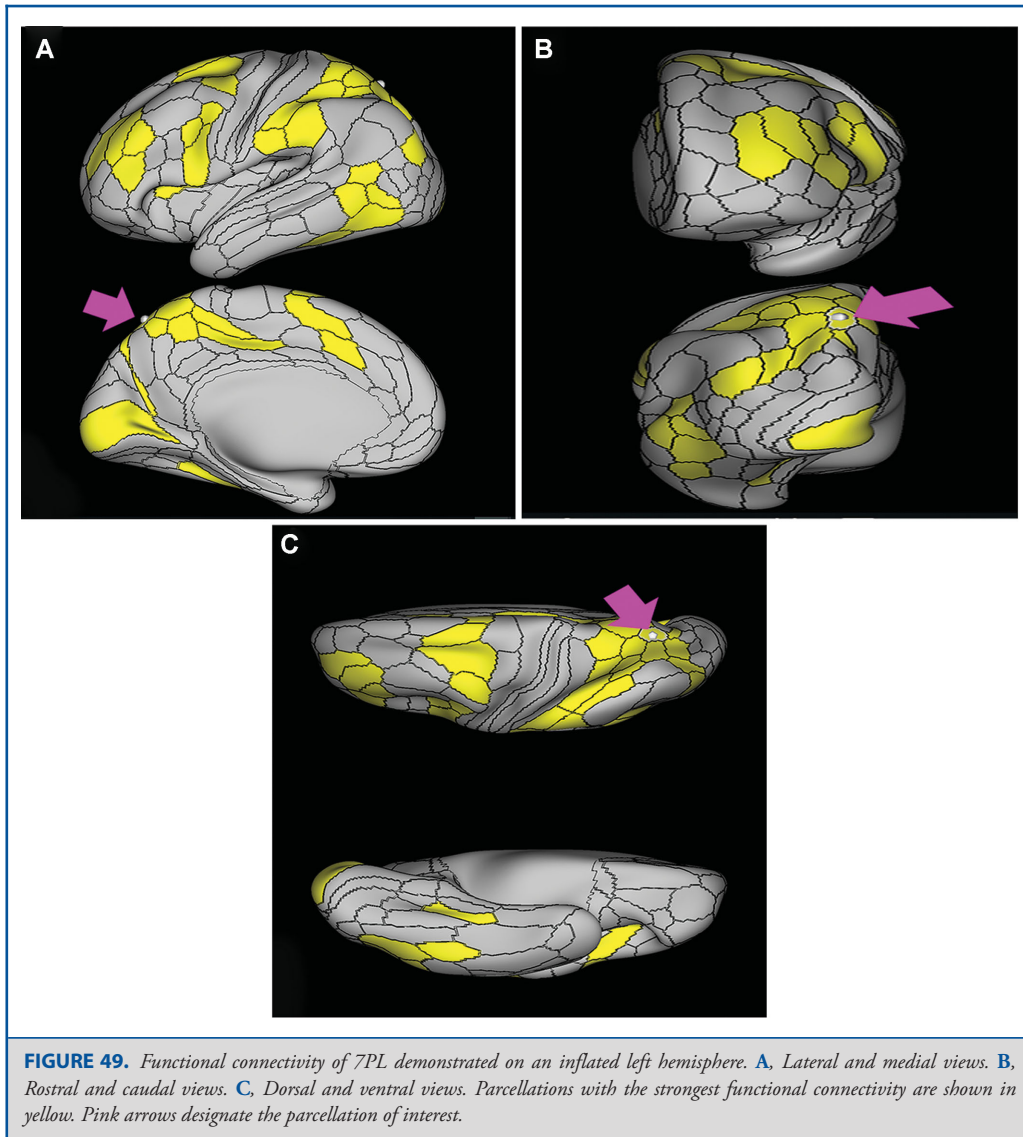 A
B
C
FIGURE 49. Functional connectivity of 7PL demonstrated on an inflated left hemisphere. A, Lateral and medial views. B,
Rostral and caudal views. C, Dorsal and ventral views. Parcellations with the strongest functional connectivity are shown in
yellow. Pink arrows designate the parcellation of interest.